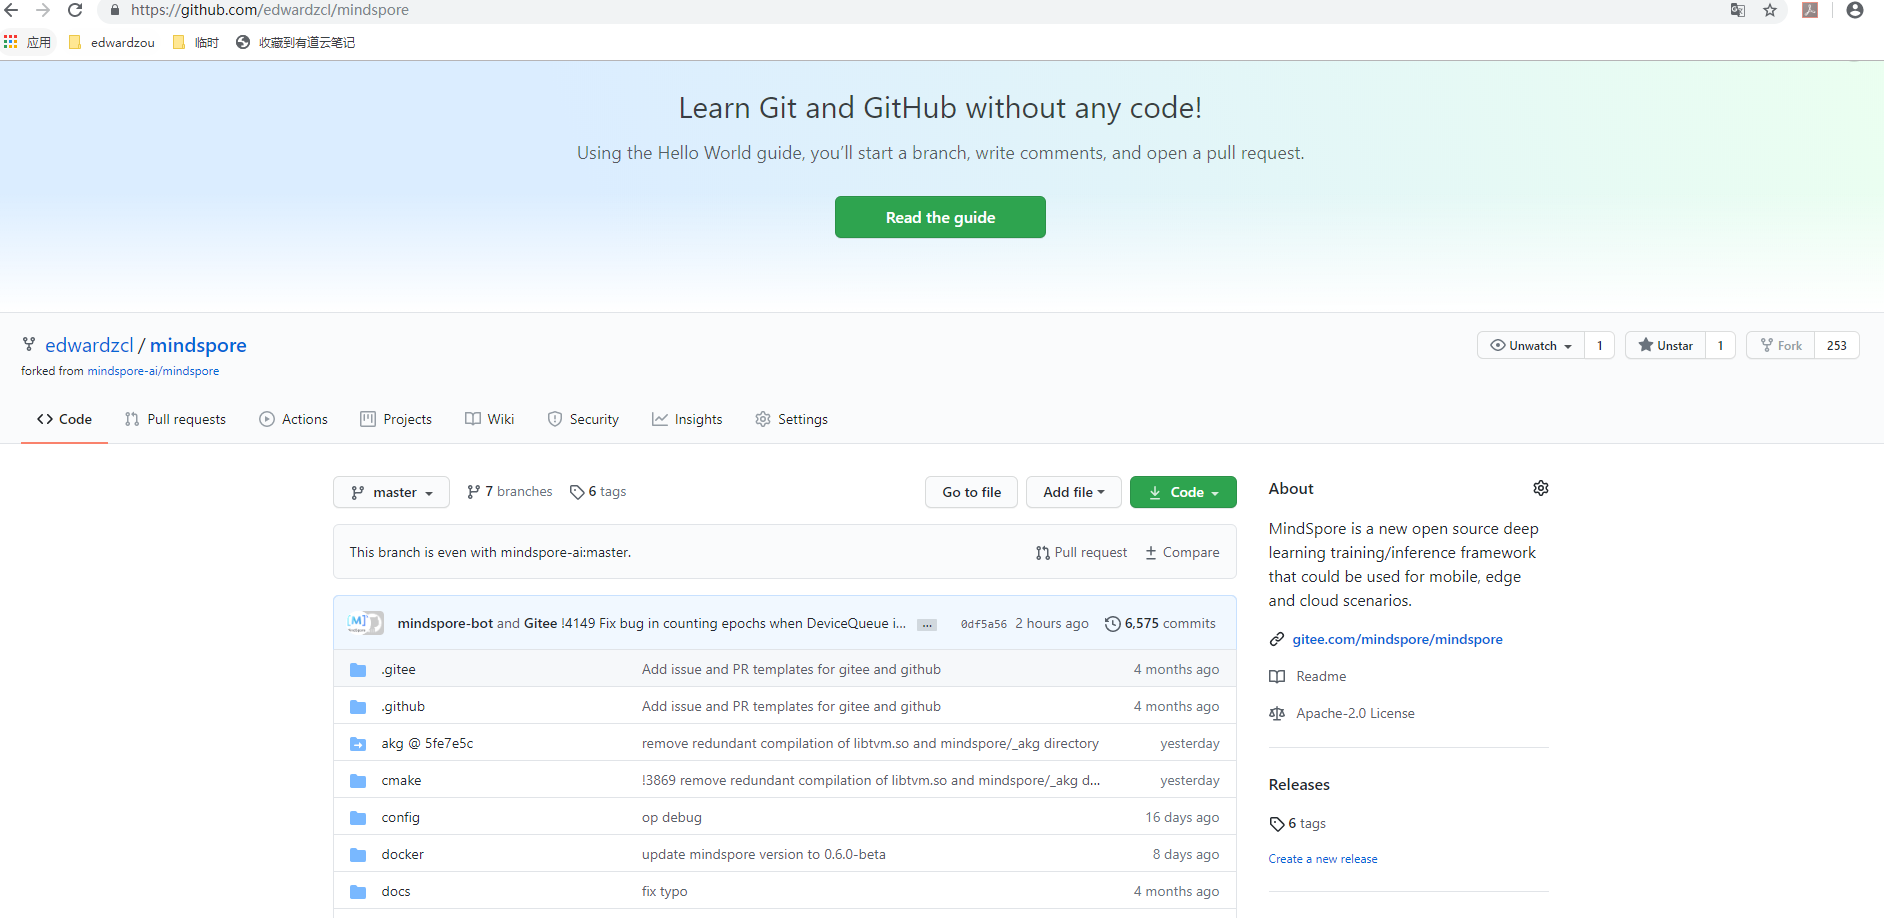 https://github.com/edwardzcl/mindspore
应用 edwardzou 临时 收藏到有道云笔记
Learn Git and GitHub without any code!
Using the Hello World guide, you’ll start a branch, write comments, and open a pull request.
Read the guide
edwardzcl / mindspore
Unwatch 1 Unstar 1 Fork 253
forked from mindspore-ai/mindspore
Code Pull requests Actions Projects Wiki Security Insights Settings
master 7 branches 6 tags Go to file Add file Code
This branch is even with mindspore-ai:master. Pull request Compare
mindspore-bot and Gitee !4149 Fix bug in counting epochs when DeviceQueue i... ... 0df5a56 2 hours ago 6,575 commits
.gitee Add issue and PR templates for gitee and github 4 months ago
.github Add issue and PR templates for gitee and github 4 months ago
akg @ 5fe7e5c remove redundant compilation of libtvm.so and mindspore/_akg directory yesterday
cmake !3869 remove redundant compilation of libtvm.so and mindspore/_akg d... yesterday
config op debug 16 days ago
docker update mindspore version to 0.6.0-beta 8 days ago
docs fix typo 4 months ago
About
MindSpore is a new open source deep
learning training/inference framework
that could be used for mobile, edge
and cloud scenarios.
gitee.com/mindspore/mindspore
Readme
Apache-2.0 License
Releases
6 tags
Create a new release